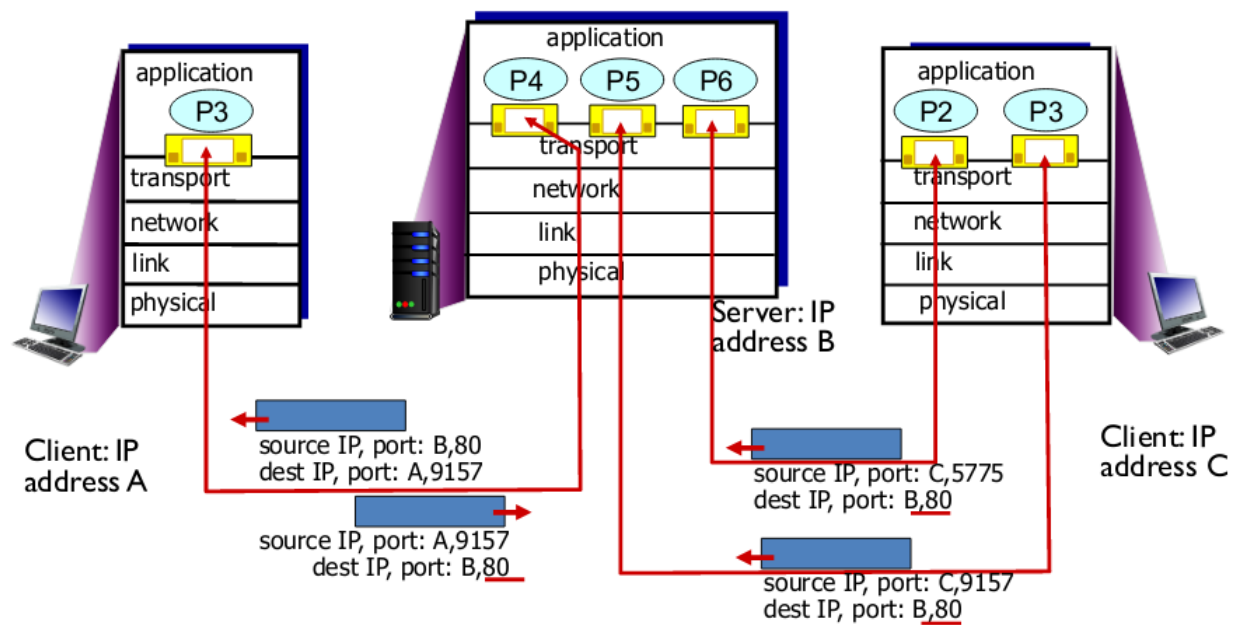 application
P3
transport
network
link
physical
Client: IP
address A
application
P4 P5 P6
transport
network
link
physical
Server: IP
address B
application
P2 P3
transport
network
link
physical
Client: IP
address C
source IP, port: B,80
dest IP, port: A,9157
source IP, port: A,9157
dest IP, port: B,80
source IP, port: C,5775
dest IP, port: B,80
source IP, port: C,9157
dest IP, port: B,80